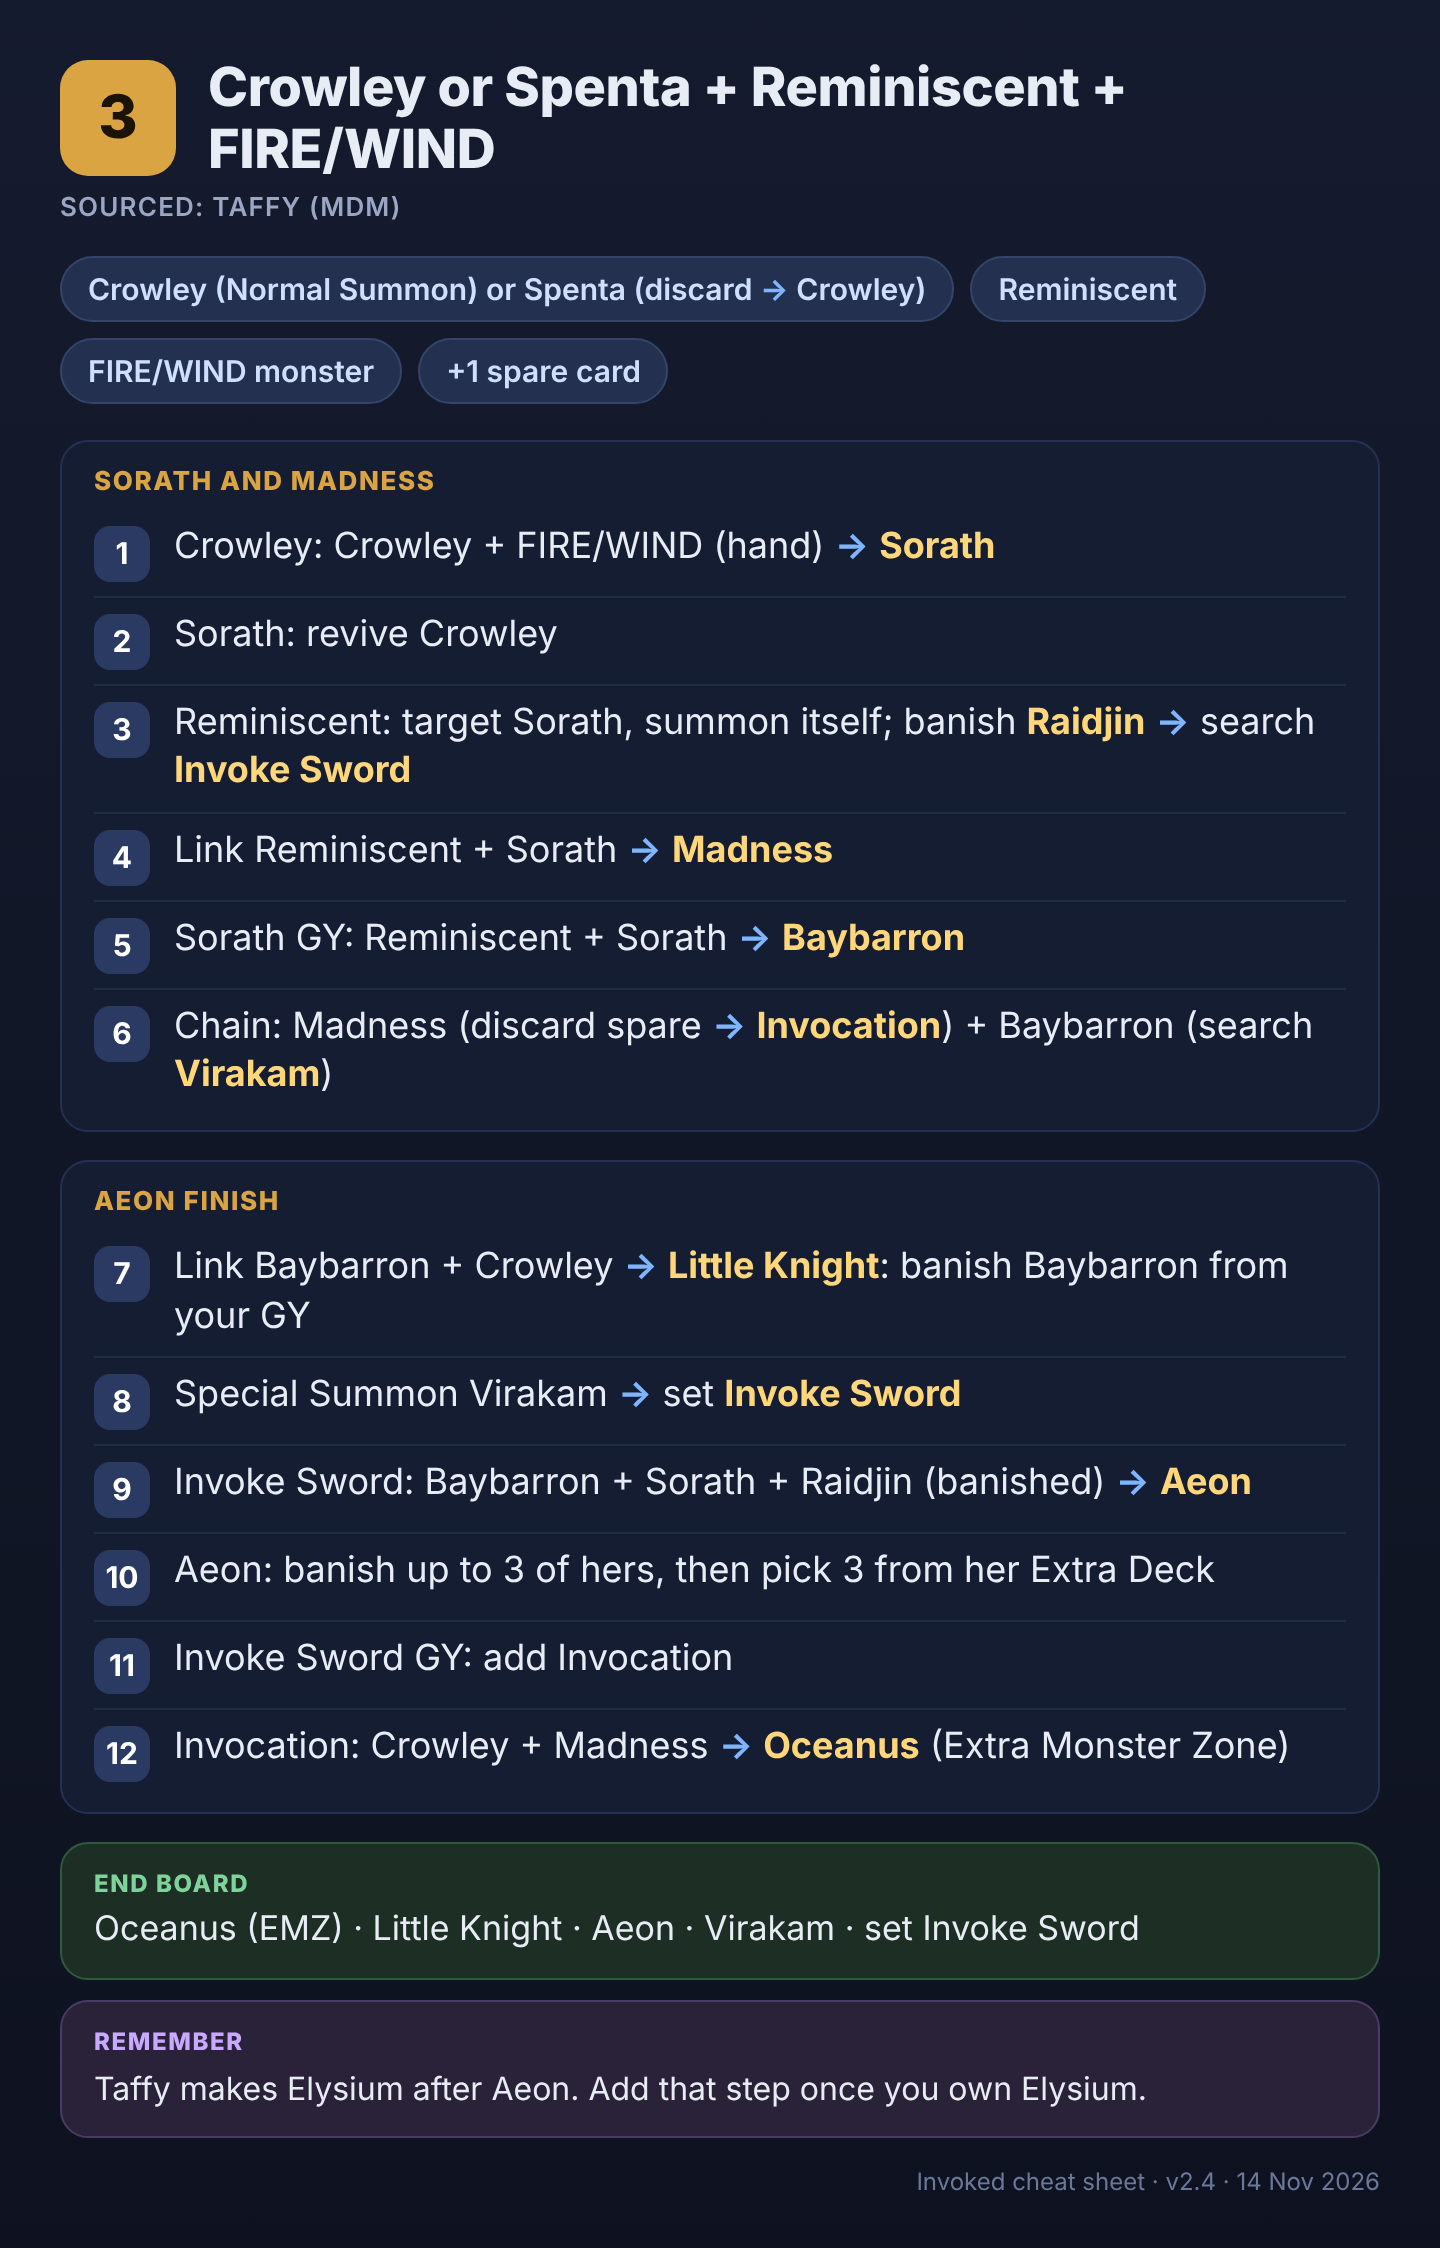 3
Crowley or Spenta + Reminiscent +
FIRE/WIND
SOURCED: TAFFY (MDM)
Crowley (Normal Summon) or Spenta (discard → Crowley)
Reminiscent
FIRE/WIND monster
+1 spare card
SORATH AND MADNESS
1 Crowley: Crowley + FIRE/WIND (hand) → Sorath
2 Sorath: revive Crowley
3 Reminiscent: target Sorath, summon itself; banish Raidjin → search
Invoke Sword
4 Link Reminiscent + Sorath → Madness
5 Sorath GY: Reminiscent + Sorath → Baybarron
6 Chain: Madness (discard spare → Invocation) + Baybarron (search
Virakam)
AEON FINISH
7 Link Baybarron + Crowley → Little Knight: banish Baybarron from
your GY
8 Special Summon Virakam → set Invoke Sword
9 Invoke Sword: Baybarron + Sorath + Raidjin (banished) → Aeon
10 Aeon: banish up to 3 of hers, then pick 3 from her Extra Deck
11 Invoke Sword GY: add Invocation
12 Invocation: Crowley + Madness → Oceanus (Extra Monster Zone)
END BOARD
Oceanus (EMZ) · Little Knight · Aeon · Virakam · set Invoke Sword
REMEMBER
Taffy makes Elysium after Aeon. Add that step once you own Elysium.
Invoked cheat sheet · v2.4 · 14 Nov 2026